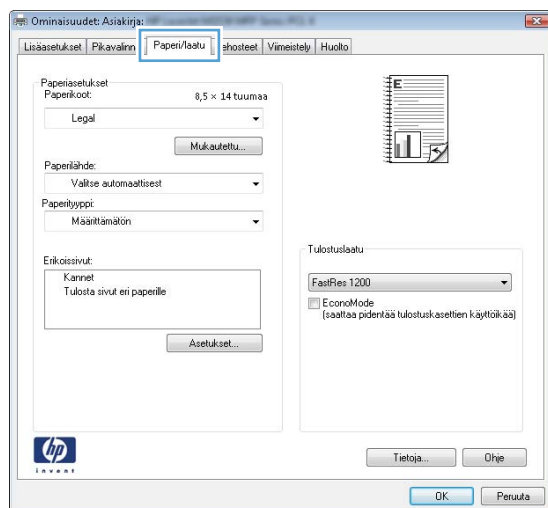 Ominaisuudet: Asiakirja:
Lisäasetukset Pikavalinn Paperi/laatu ehosteet Viimeistely Huolto
Paperiasetukset
Paperikoot:
8,5 × 14 tuumaa
Legal
Mukautettu...
Paperilähde:
Valitse automaattisest
Paperityyppi:
Määrittämätön
Erikoissivut:
Kannet
Tulosta sivut eri paperille
Asetukset...
E
Tulostuslaatu
FastRes 1200
EconoMode
(saattaa pidentää tulostuskasettien käyttöikää)
hp
invent
Tietoja... Ohje
OK Peruuta